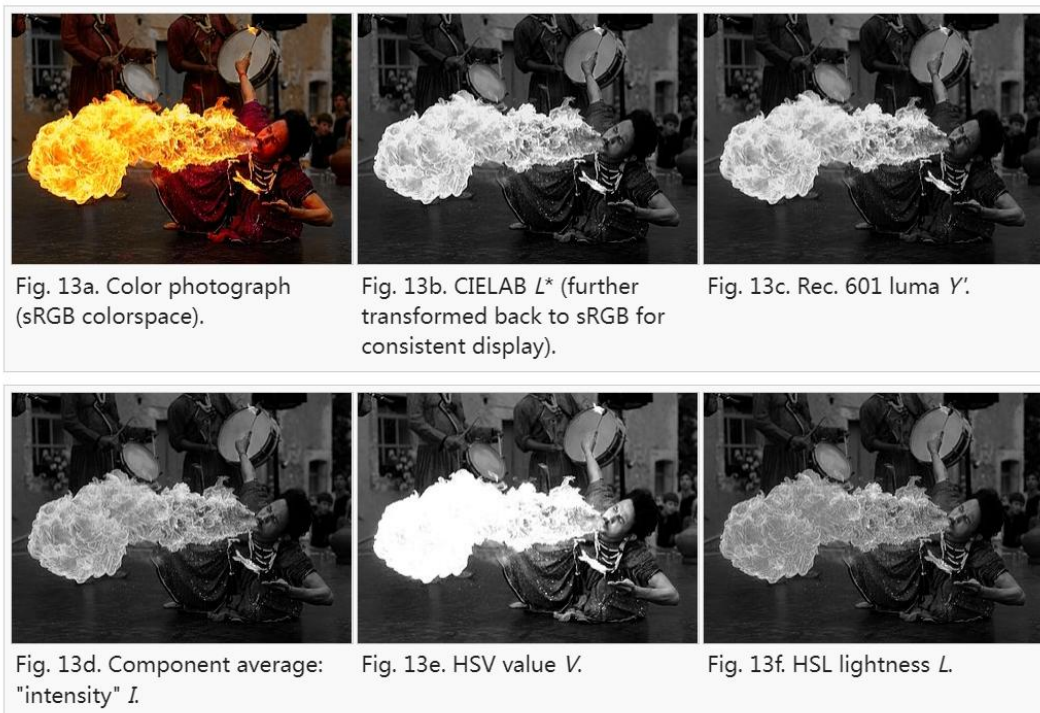 Fig. 13a. Color photograph
(sRGB colorspace).
Fig. 13b. CIELAB L* (further
transformed back to sRGB for
consistent display).
Fig. 13c. Rec. 601 luma Y′.
Fig. 13d. Component average:
"intensity" I.
Fig. 13e. HSV value V.
Fig. 13f. HSL lightness L.